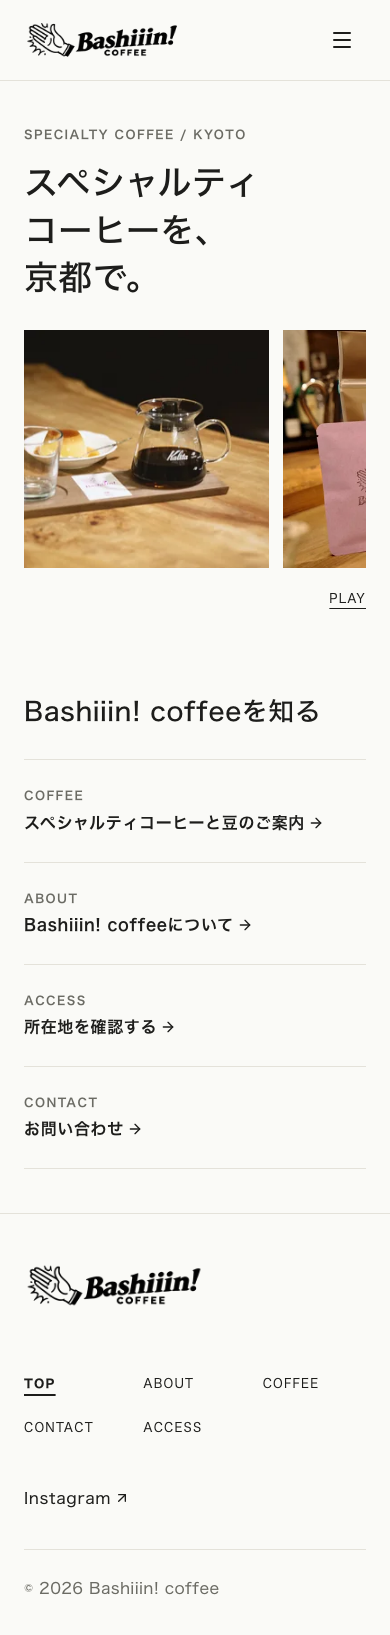 Bashiiin!
COFFEE
SPECIALTY COFFEE / KYOTO
スペシャルティ
コーヒーを、
京都で。
Kalita
PLAY
Bashiiin! coffeeを知る
COFFEE
スペシャルティコーヒーと豆のご案内 →
ABOUT
Bashiiin! coffeeについて →
ACCESS
所在地を確認する →
CONTACT
お問い合わせ →
Bashiiin!
COFFEE
TOP ABOUT COFFEE
CONTACT ACCESS
Instagram ↗
© 2026 Bashiiin! coffee